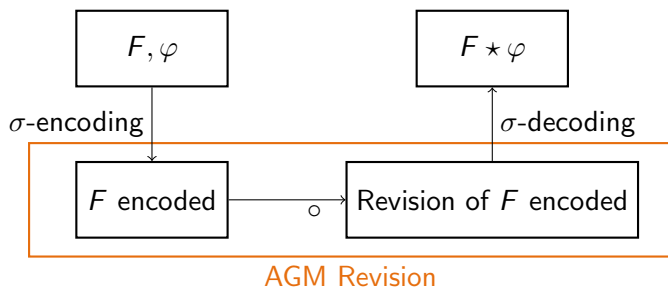 F, φ
F ⋆ φ
σ-encoding
σ-decoding
F encoded
∘
Revision of F encoded
AGM Revision